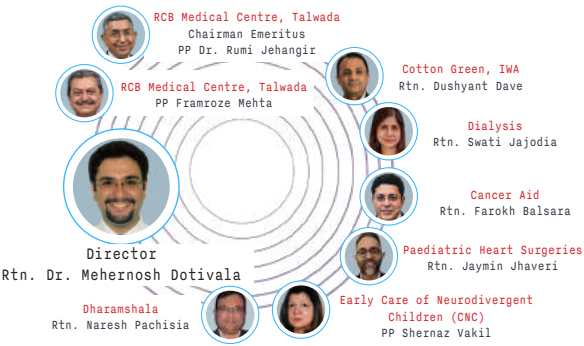 RCB Medical Centre, Talwada
Chairman Emeritus
PP Dr. Rumi Jehangir
RCB Medical Centre, Talwada
PP Framroze Mehta
Director
Rtn. Dr. Mehernosh Dotivala
Dharamshala
Rtn. Naresh Pachisia
Cotton Green, IWA
Rtn. Dushyant Dave
Dialysis
Rtn. Swati Jajodia
Cancer Aid
Rtn. Farokh Balsara
Paediatric Heart Surgeries
Rtn. Jaymin Jhaveri
Early Care of Neurodivergent
Children (CNC)
PP Shernaz Vakil